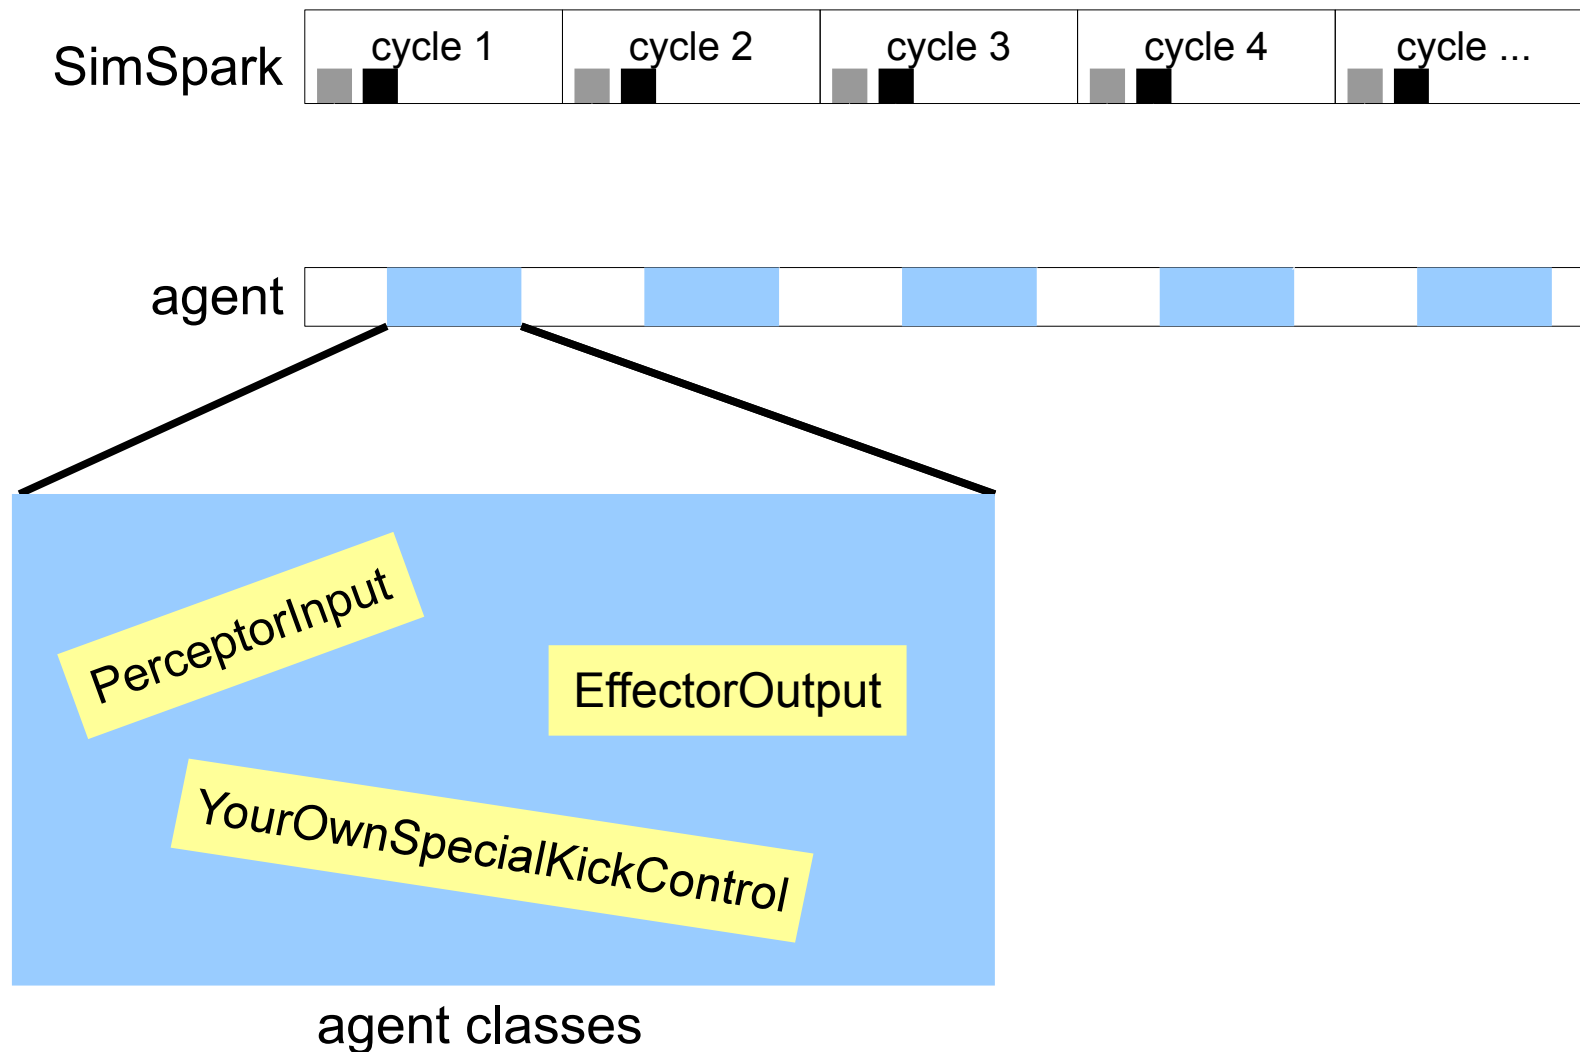 SimSpark
cycle 1
cycle 2
cycle 3
cycle 4
cycle ...
agent
PerceptorInput
EffectorOutput
YourOwnSpecialKickControl
agent classes